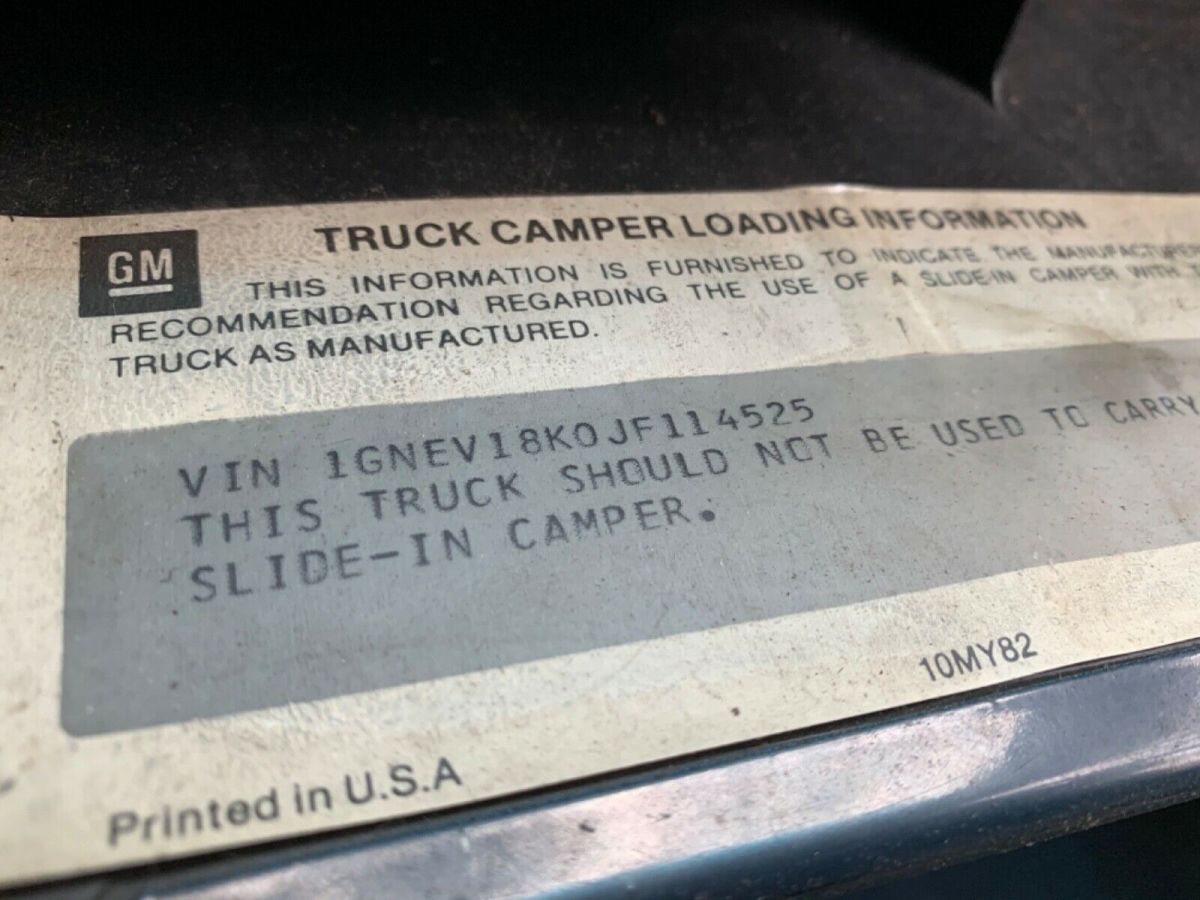 GM
TRUCK CAMPER LOADING INFORMATION
THIS INFORMATION IS FURNISHED TO INDICATE THE MANUFACTURERS
RECOMMENDATION REGARDING THE USE OF A SLIDE-IN CAMPER WITH
TRUCK AS MANUFACTURED.
VIN 1GNEV18K0JF114525
THIS TRUCK SHOULD NOT BE USED TO CARRY
SLIDE-IN CAMPER.
10MY82
Printed in U.S.A